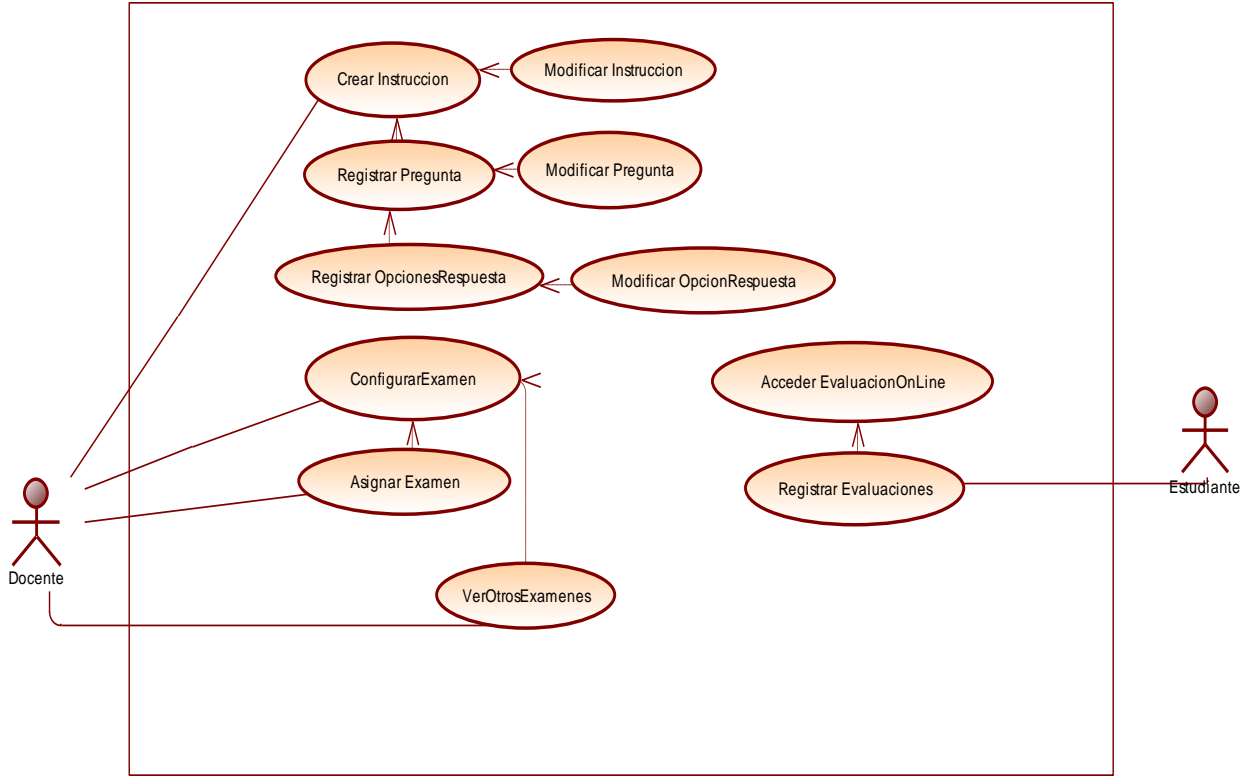 Crear Instruccion
Modificar Instruccion
Registrar Pregunta
Modificar Pregunta
Registrar OpcionesRespuesta
Modificar OpcionRespuesta
ConfigurarExamen
Acceder EvaluacionOnLine
Asignar Examen
Registrar Evaluaciones
Estudiante
Docente
VerOtrosExamenes